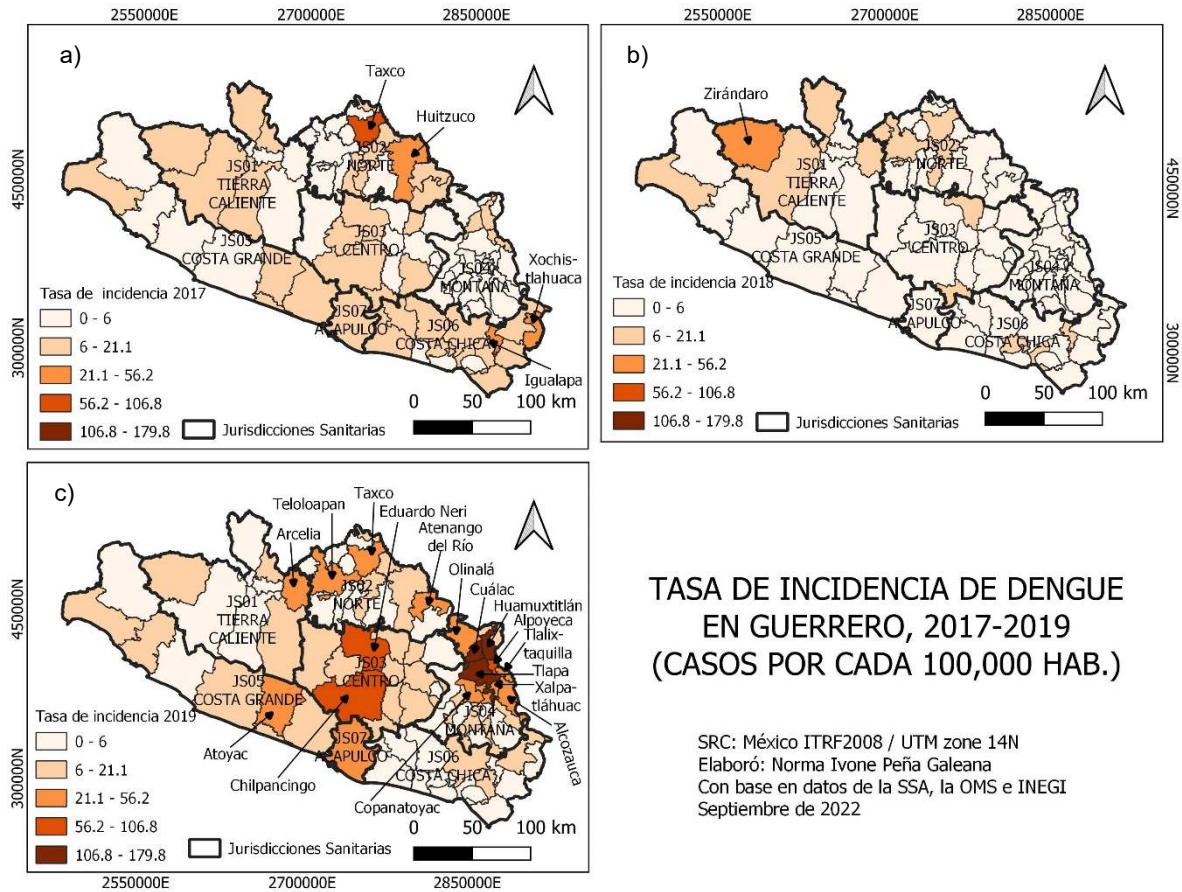 2550000E 2700000E 2850000E
2550000E 2700000E 2850000E
a)
Taxco
Huitzuco
JS02
NORTE
JS01
TIERRA
CALIENTE
JS03
CENTRO
JS05
COSTA GRANDE
JS04
MONTAÑA
Xochis-
tlahuaca
JS07
ACAPULCO
JS06
COSTA CHICA
Igualapa
Tasa de incidencia 2017
0 - 6
6 - 21.1
21.1 - 56.2
56.2 - 106.8
106.8 - 179.8
Jurisdicciones Sanitarias
0 50 100 km
450000N
300000N
b)
Zirándaro
JS02
NORTE
JS01
TIERRA
CALIENTE
JS03
CENTRO
JS05
COSTA GRANDE
JS04
MONTAÑA
JS07
ACAPULCO
JS06
COSTA CHICA
Tasa de incidencia 2018
0 - 6
6 - 21.1
21.1 - 56.2
56.2 - 106.8
106.8 - 179.8
Jurisdicciones Sanitarias
0 50 100 km
450000N
300000N
c)
Taxco
Teloloapan
Eduardo Neri
Arcelia
Atenango
del Río
Olinalá
Cuálac
Huamuxtitlán
Alpoyeca
Tlalix-
taquilla
Tlapa
Xalpa-
tláhuac
Alcozauca
JS02
NORTE
JS01
TIERRA
CALIENTE
JS03
CENTRO
JS05
COSTA GRANDE
JS04
MONTAÑA
JS07
ACAPULCO
JS06
COSTA CHICA
Atoyac
Chilpancingo
Copanatoyac
Tasa de incidencia 2019
0 - 6
6 - 21.1
21.1 - 56.2
56.2 - 106.8
106.8 - 179.8
Jurisdicciones Sanitarias
0 50 100 km
450000N
300000N
2550000E 2700000E 2850000E
TASA DE INCIDENCIA DE DENGUE
EN GUERRERO, 2017-2019
(CASOS POR CADA 100,000 HAB.)
SRC: México ITRF2008 / UTM zone 14N
Elaboró: Norma Ivone Peña Galeana
Con base en datos de la SSA, la OMS e INEGI
Septiembre de 2022